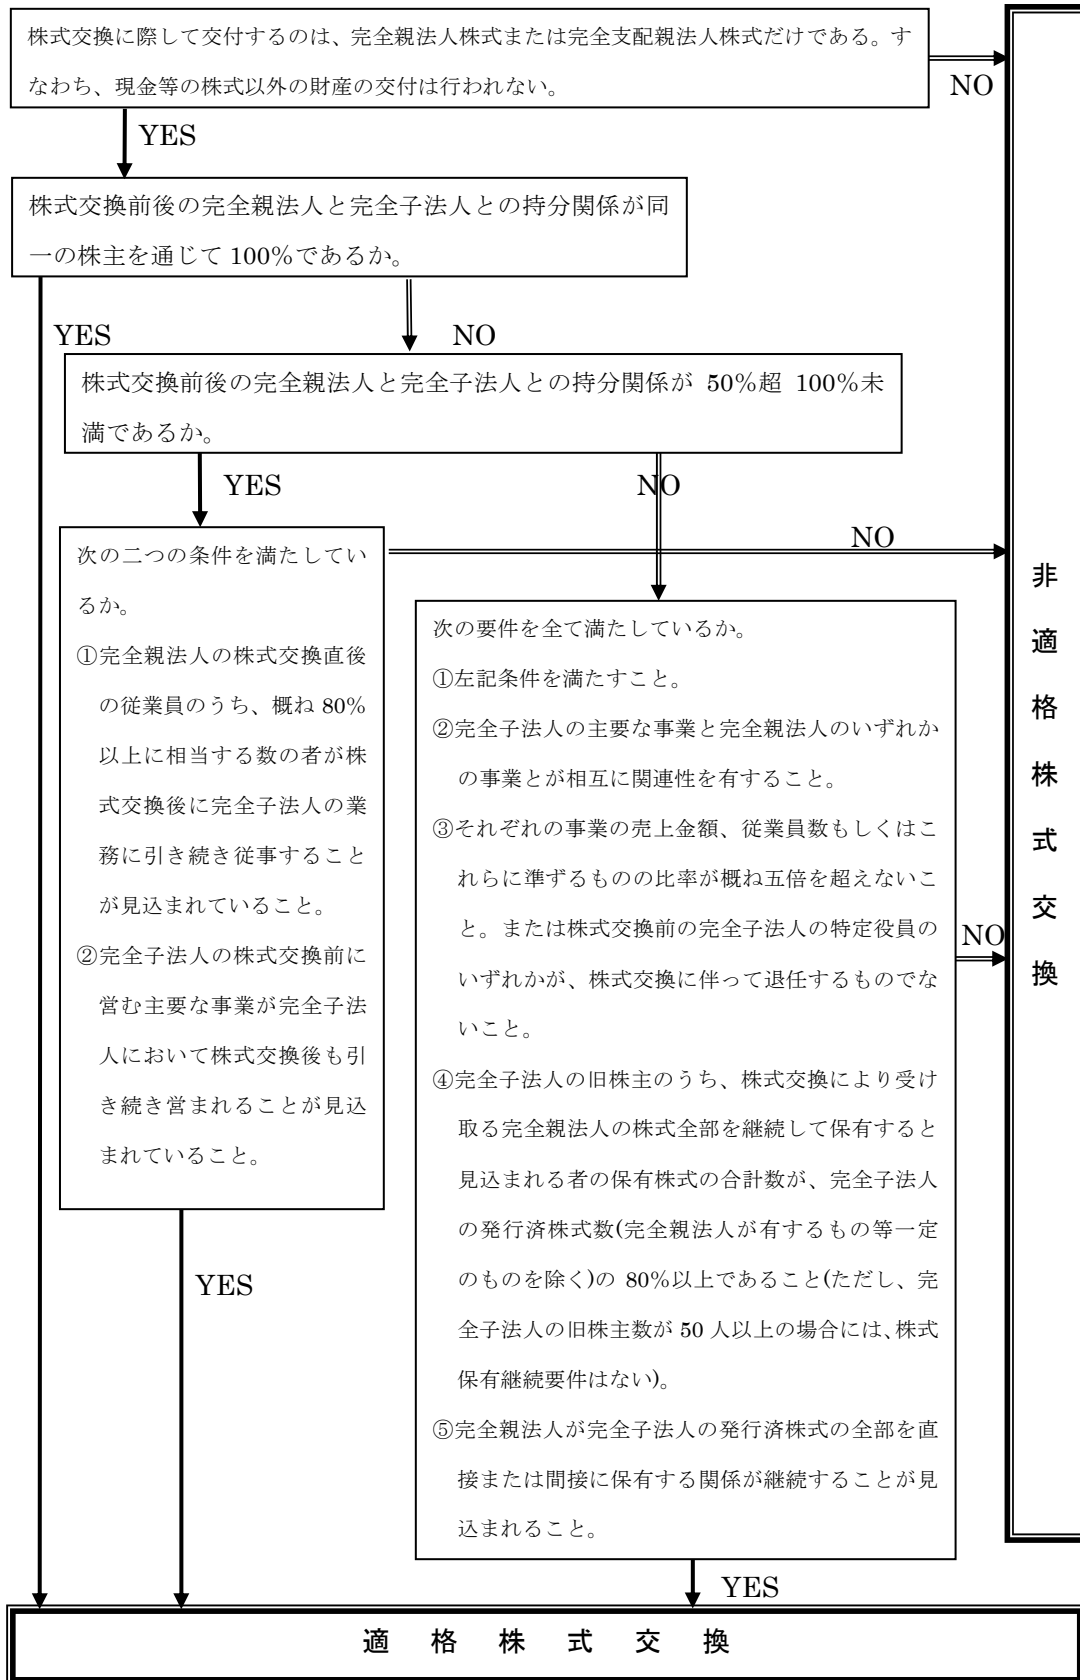 株式交換に際して交付するのは、完全親法人株式または完全支配親法人株式だけである。す
なわち、現金等の株式以外の財産の交付は行われない。
NO
YES
株式交換前後の完全親法人と完全子法人との持分関係が同
一の株主を通じて 100%であるか。
YES
NO
株式交換前後の完全親法人と完全子法人との持分関係が 50%超 100%未
満であるか。
YES
NO
NO
次の二つの条件を満たしてい
るか。
①完全親法人の株式交換直後
の従業員のうち、概ね 80%
以上に相当する数の者が株
式交換後に完全子法人の業
務に引き続き従事すること
が見込まれていること。
②完全子法人の株式交換前に
営む主要な事業が完全子法
人において株式交換後も引
き続き営まれることが見込
まれていること。
YES
次の要件を全て満たしているか。
①左記条件を満たすこと。
②完全子法人の主要な事業と完全親法人のいずれか
の事業とが相互に関連性を有すること。
③それぞれの事業の売上金額、従業員数もしくはこ
れらに準ずるものの比率が概ね五倍を超えないこ
と。または株式交換前の完全子法人の特定役員の
いずれかが、株式交換に伴って退任するものでな
いこと。
④完全子法人の旧株主のうち、株式交換により受け
取る完全親法人の株式全部を継続して保有すると
見込まれる者の保有株式の合計数が、完全子法人
の発行済株式数(完全親法人が有するもの等一定
のものを除く)の 80%以上であること(ただし、完
全子法人の旧株主数が 50 人以上の場合には、株式
保有継続要件はない)。
⑤完全親法人が完全子法人の発行済株式の全部を直
接または間接に保有する関係が継続することが見
込まれること。
NO
YES
非適格株式交換
適格株式交換